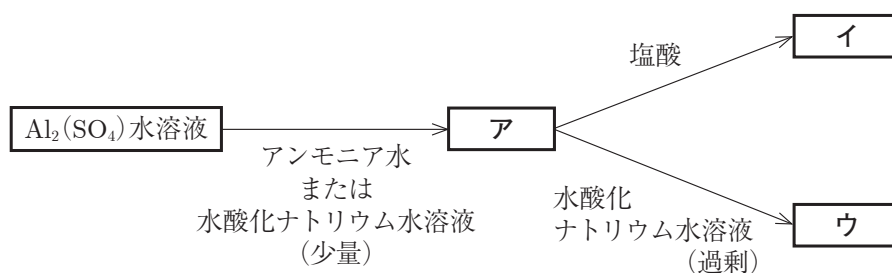 Al₂(SO₄)水溶液
アンモニア水
または
水酸化ナトリウム水溶液
(少量)
ア
塩酸
イ
水酸化
ナトリウム水溶液
(過剰)
ウ